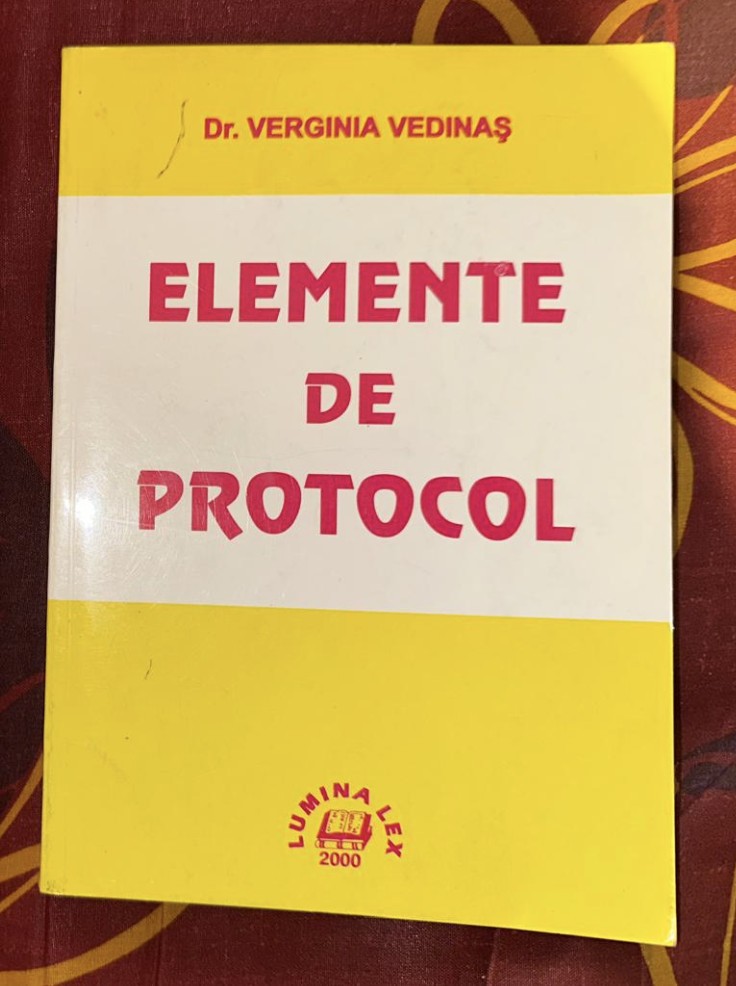 Dr. VERGINIA VEDINAŞ
ELEMENTE
DE
PROTOCOL
LUMINA LEX
2000